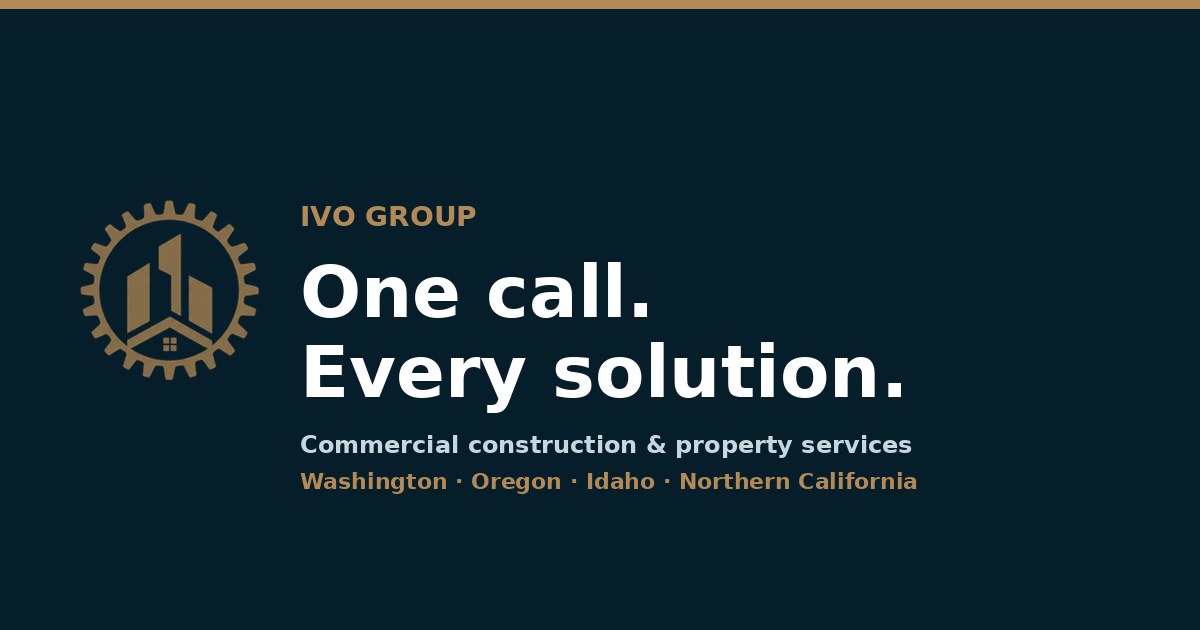 IVO GROUP
One call.
Every solution.
Commercial construction & property services
Washington · Oregon · Idaho · Northern California